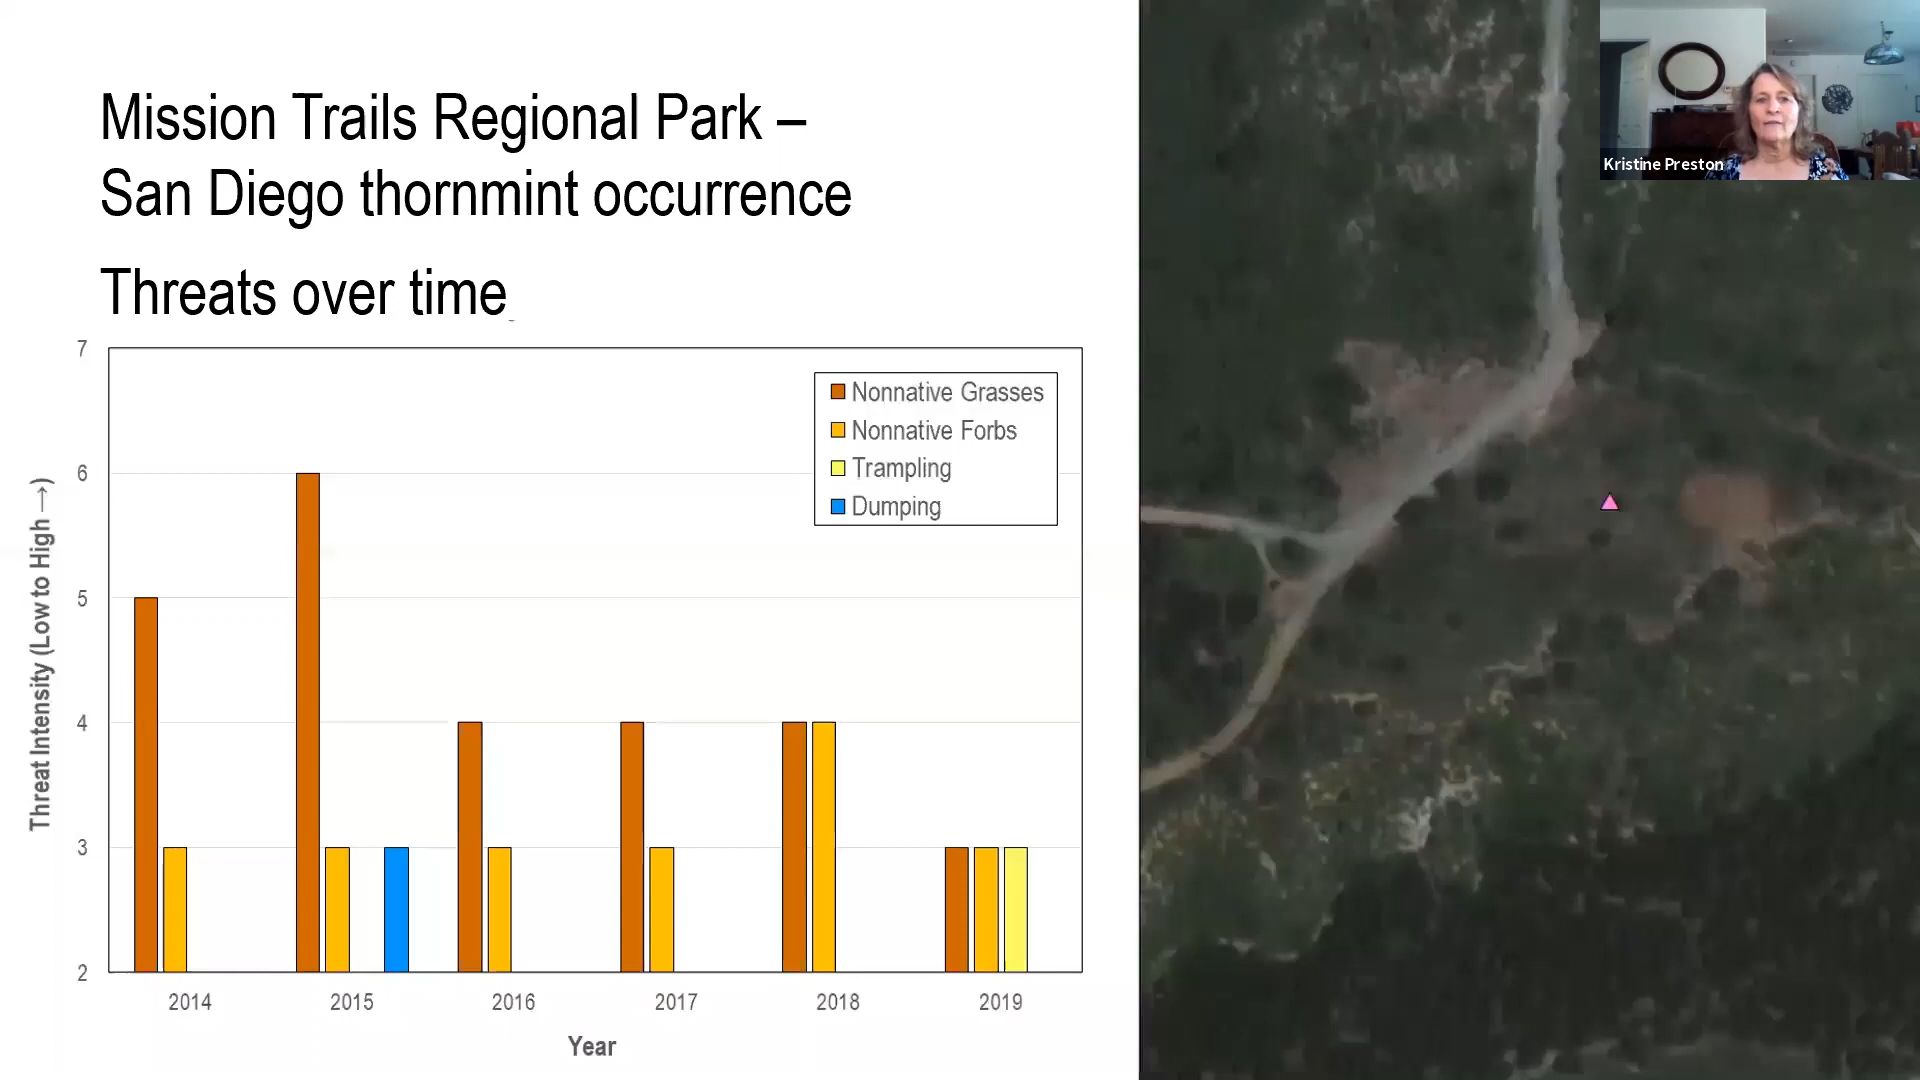 Mission Trails Regional Park –
San Diego thornmint occurrence
Threats over time
Kristine Preston
7
6
5
4
3
2
Threat Intensity (Low to High →)
Nonnative Grasses
Nonnative Forbs
Trampling
Dumping
2014 2015 2016 2017 2018 2019
Year